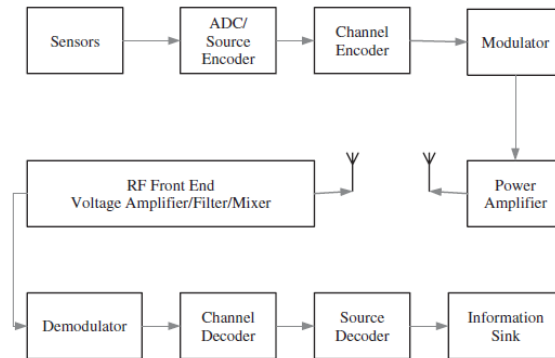 Sensors
ADC/
Source
Encoder
Channel
Encoder
Modulator
RF Front End
Voltage Amplifier/Filter/Mixer
Power
Amplifier
Demodulator
Channel
Decoder
Source
Decoder
Information
Sink